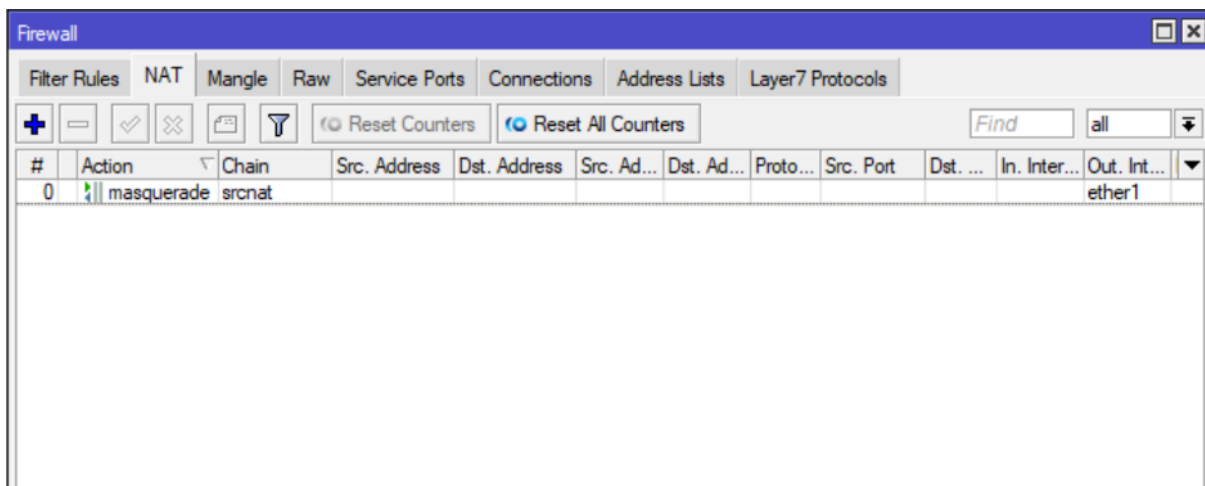 Firewall
Filter Rules NAT Mangle Raw Service Ports Connections Address Lists Layer7 Protocols
Reset Counters Reset All Counters Find all
# Action Chain Src. Address Dst. Address Src. Ad... Dst. Ad... Proto... Src. Port Dst. ... In. Inter... Out. Int...
0 masquerade srcnat ether1